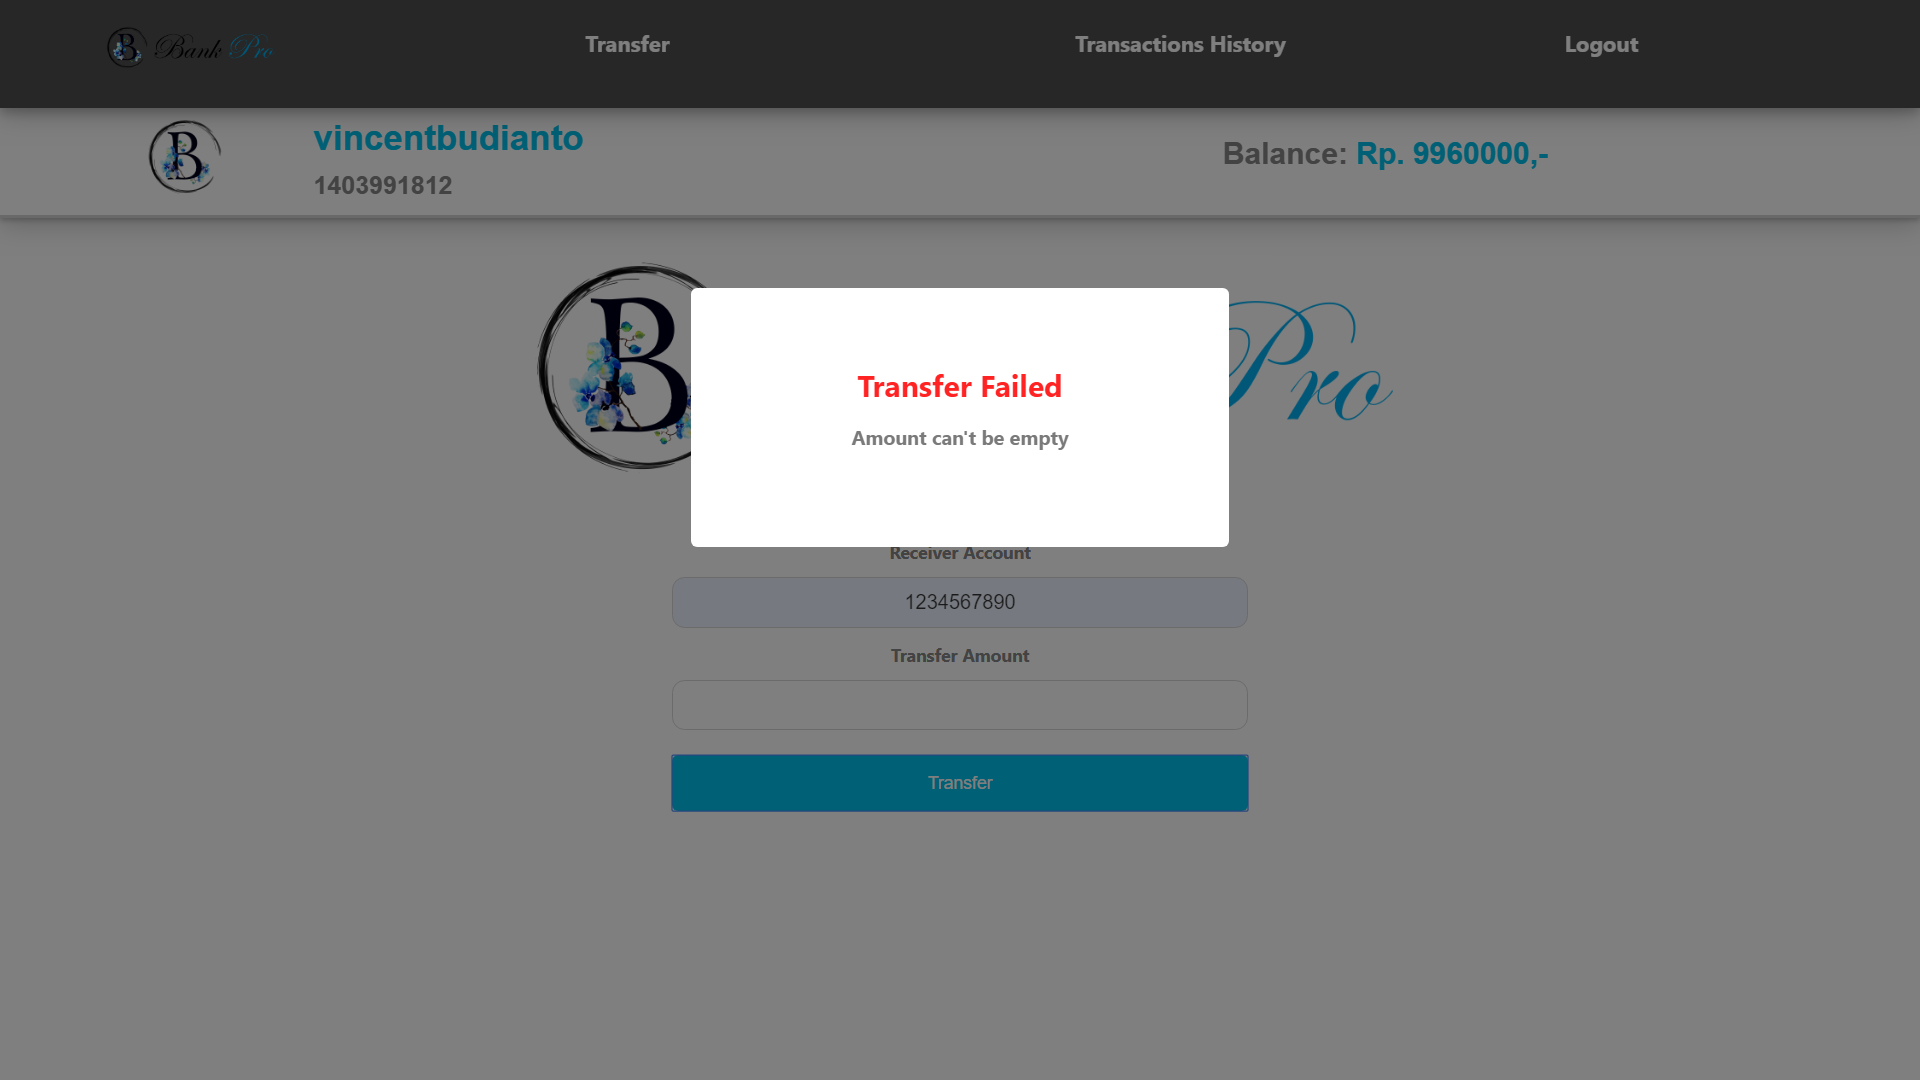 B Bank Pro
Transfer
Transactions History
Logout
B
vincentbudianto
1403991812
Balance: Rp. 9960000,-
B
Pro
Transfer Failed
Amount can't be empty
Receiver Account
1234567890
Transfer Amount
Transfer